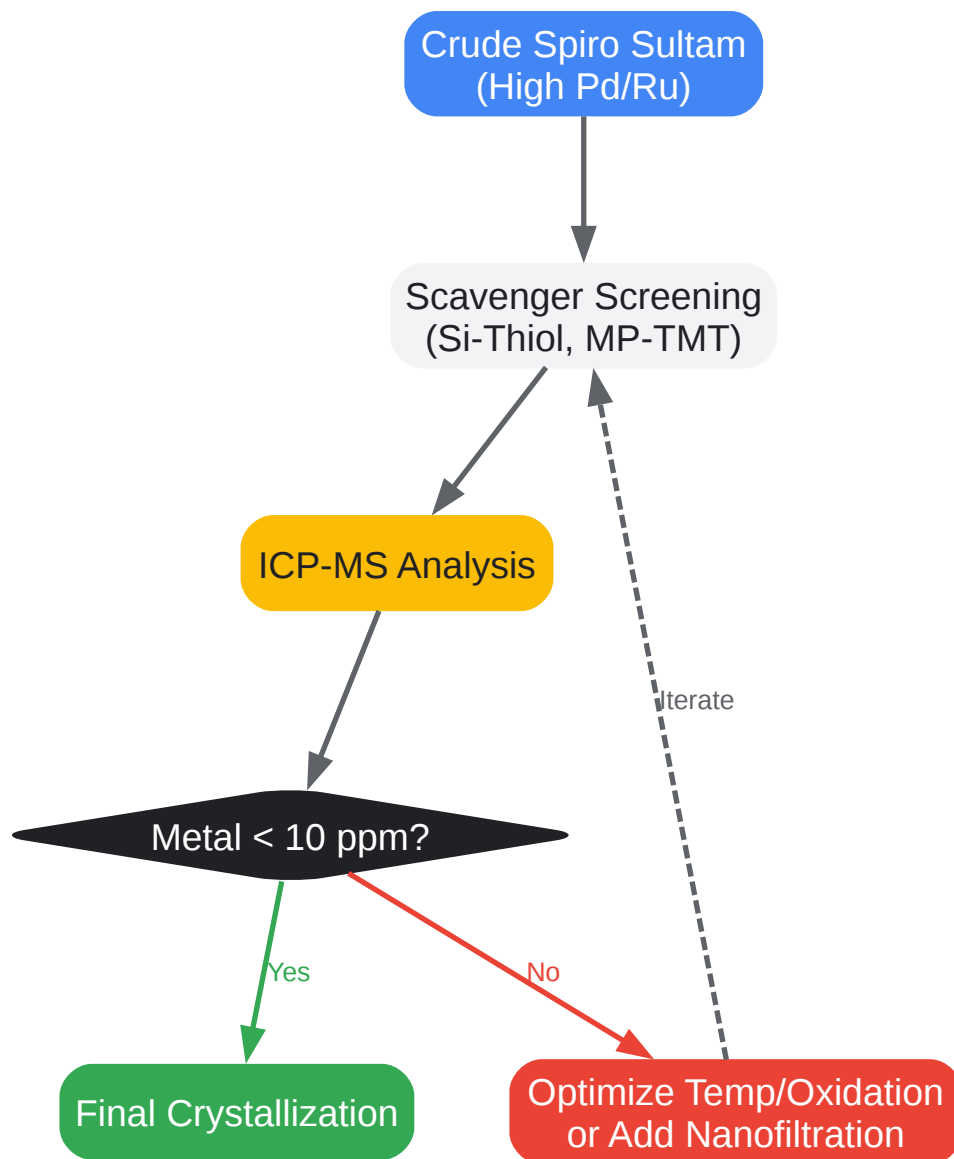 Crude Spiro Sultam
(High Pd/Ru)
Scavenger Screening
(Si-Thiol, MP-TMT)
ICP-MS Analysis
Iterate
Metal < 10 ppm?
Yes
No
Final Crystallization
Optimize Temp/Oxidation
or Add Nanofiltration